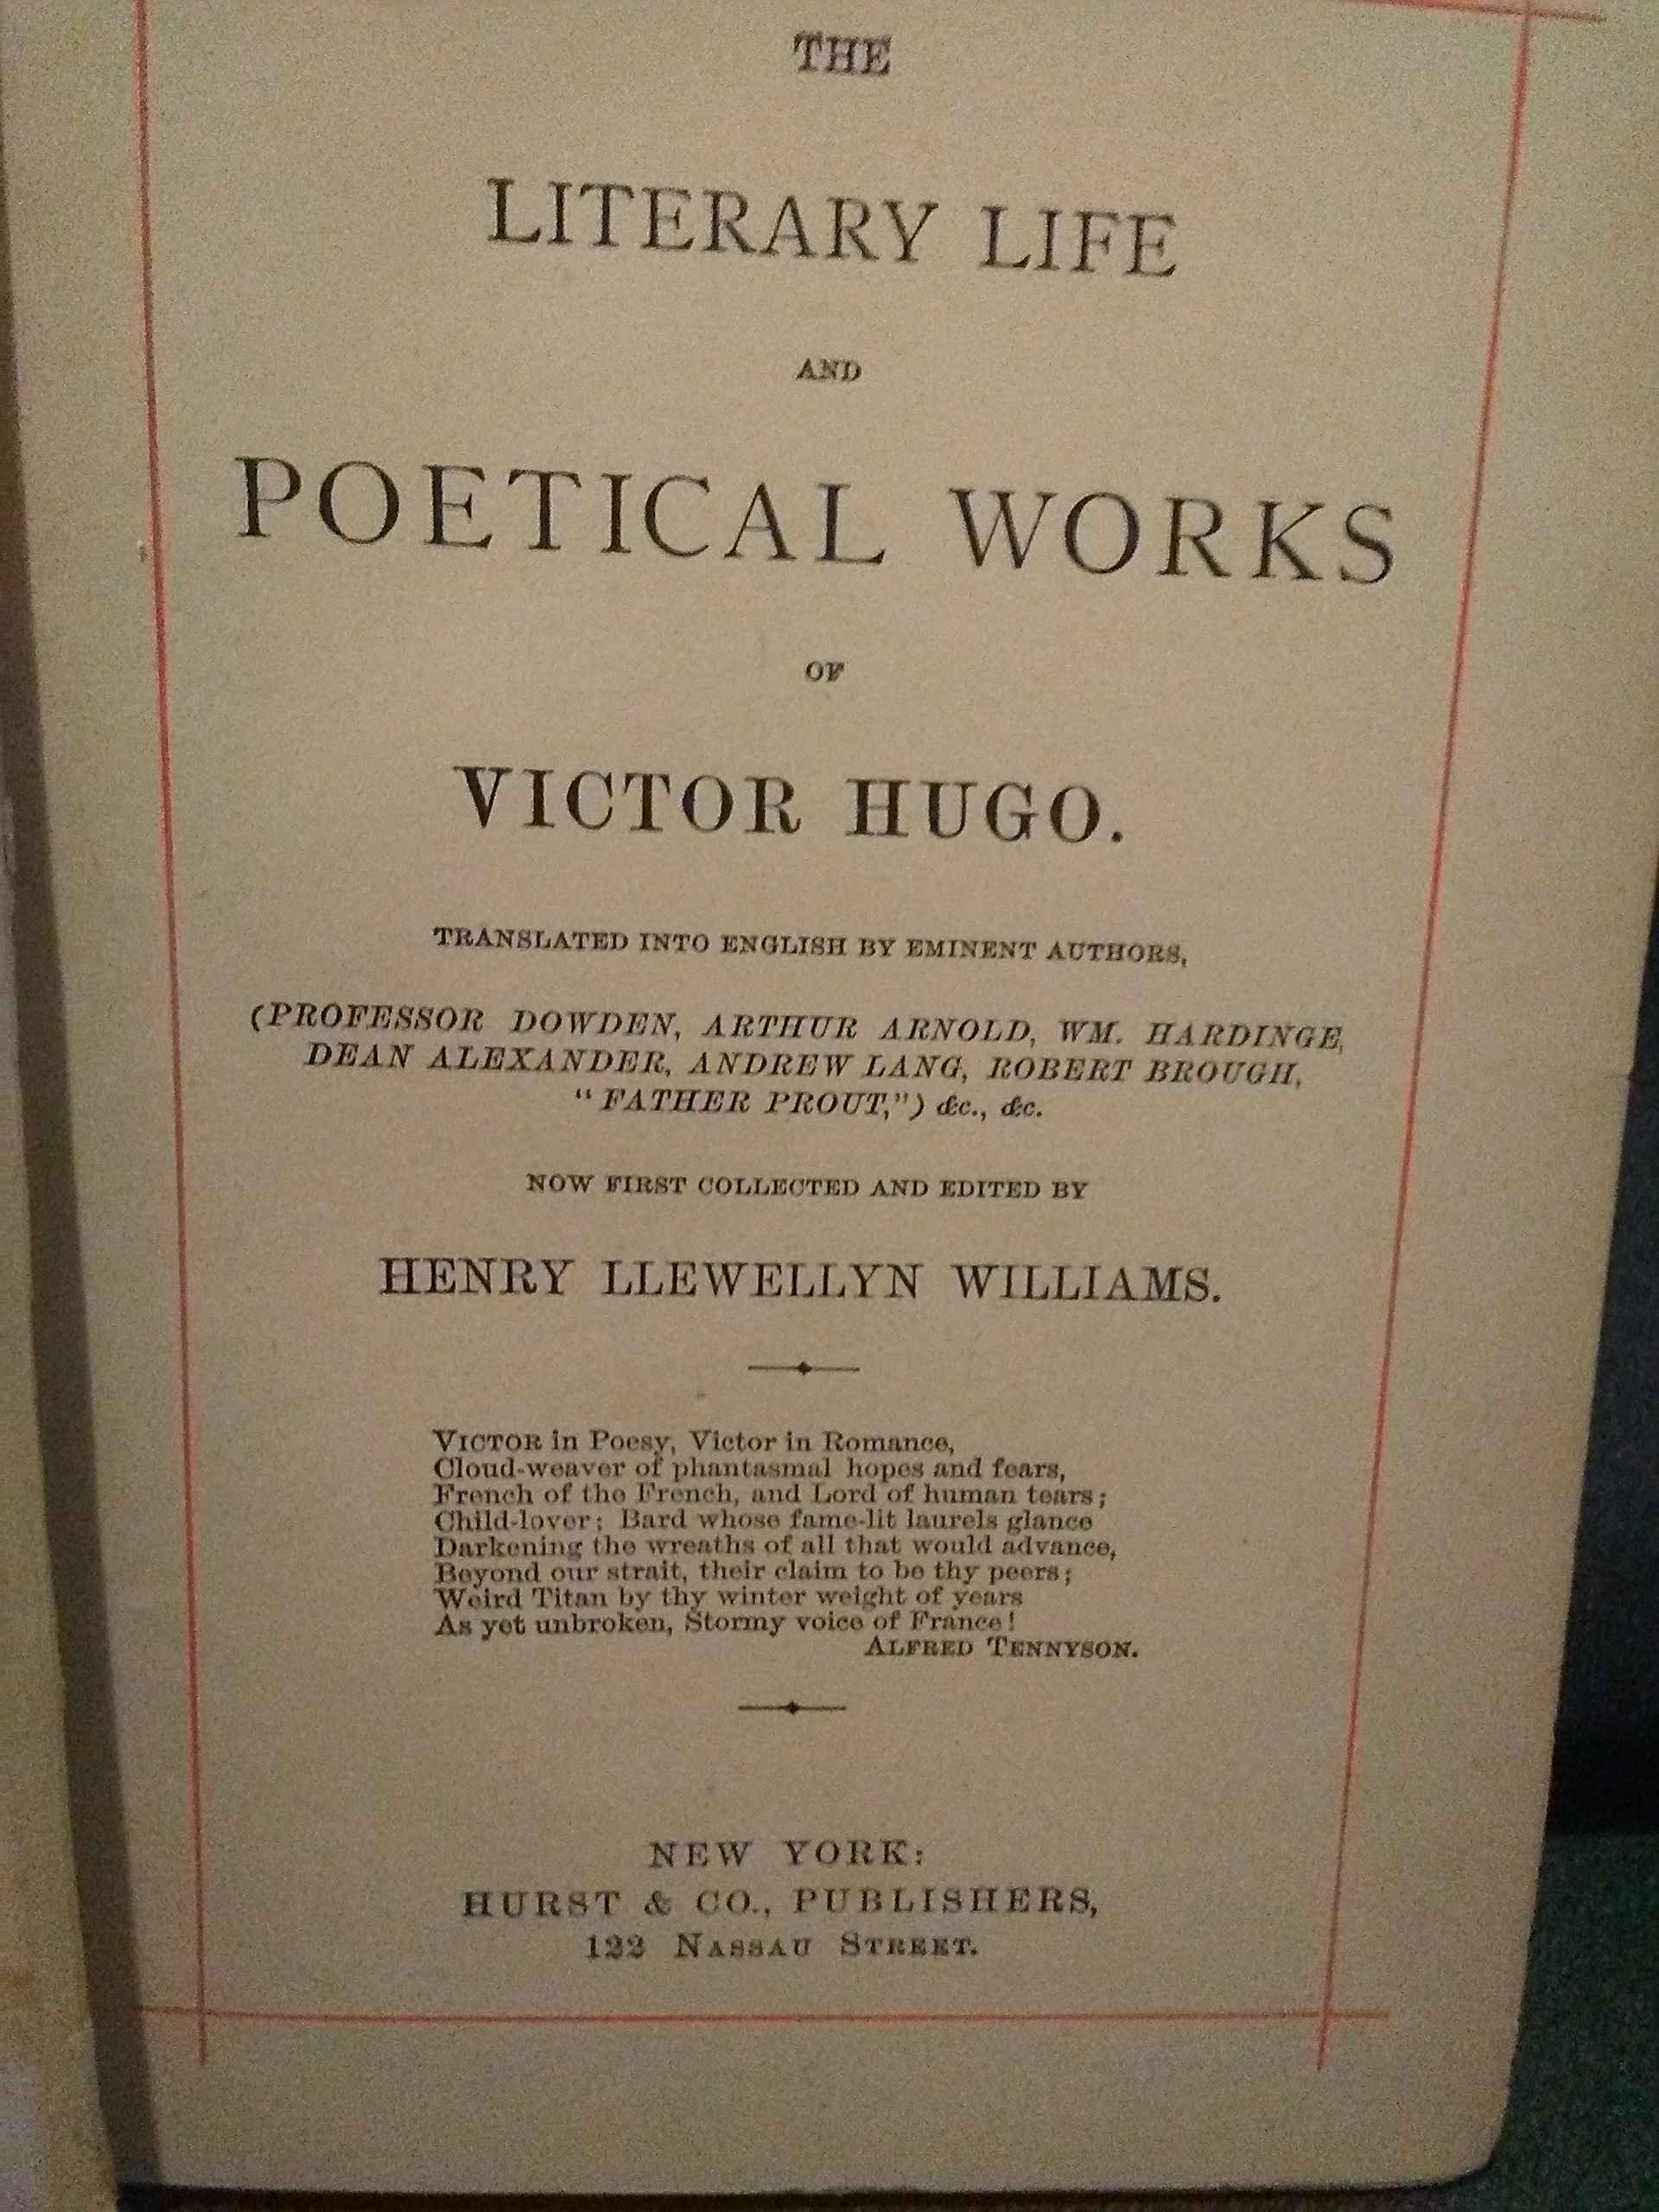 THE
LITERARY LIFE
AND
POETICAL WORKS
OF
VICTOR HUGO.
TRANSLATED INTO ENGLISH BY EMINENT AUTHORS,
(PROFESSOR DOWDEN, ARTHUR ARNOLD, WM. HARDINGE,
DEAN ALEXANDER, ANDREW LANG, ROBERT BROUGH,
“FATHER PROUT,”) &c., &c.
NOW FIRST COLLECTED AND EDITED BY
HENRY LLEWELLYN WILLIAMS.
VICTOR in Poesy, Victor in Romance,
Cloud-weaver of phantasmal hopes and fears,
French of the French, and Lord of human tears;
Child-lover; Bard whose fame-lit laurels glance
Darkening the wreaths of all that would advance,
Beyond our strait, their claim to be thy peers;
Weird Titan by thy winter weight of years
As yet unbroken, Stormy voice of France!
ALFRED TENNYSON.
NEW YORK:
HURST & CO., PUBLISHERS,
122 NASSAU STREET.